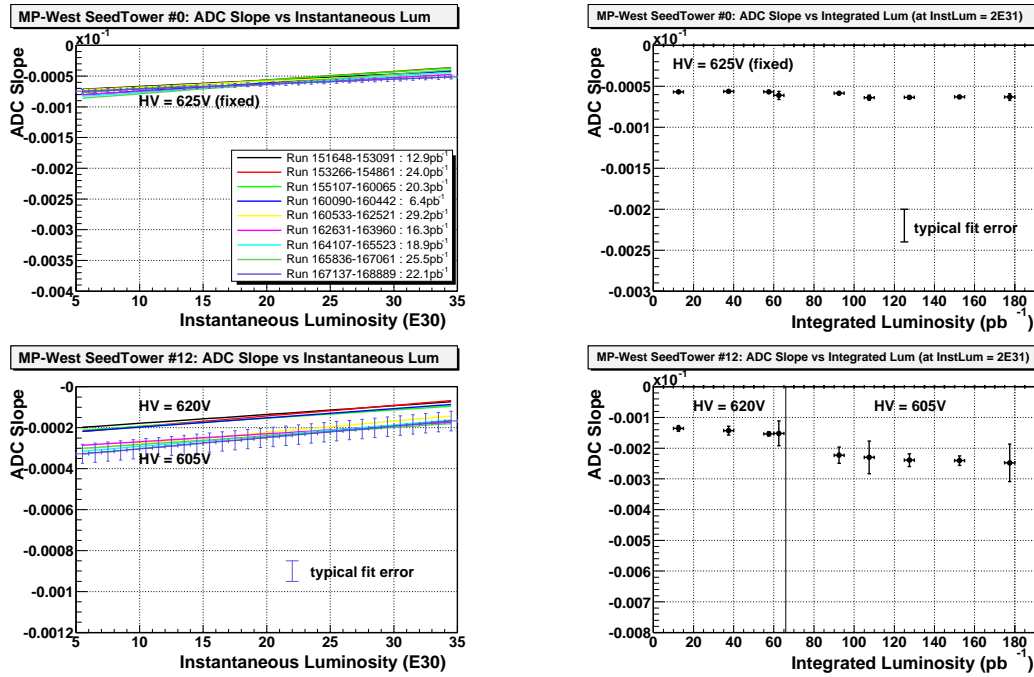 MP-West SeedTower #0: ADC Slope vs Instantaneous Lum
×10⁻¹
ADC Slope
0
-0.0005
-0.001
-0.0015
-0.002
-0.0025
-0.003
-0.0035
-0.004
HV = 625V (fixed)
Run 151648-153091 : 12.9pb⁻¹
Run 153266-154861 : 24.0pb⁻¹
Run 155107-160065 : 20.3pb⁻¹
Run 160090-160442 : 6.4pb⁻¹
Run 160533-162521 : 29.2pb⁻¹
Run 162631-163960 : 16.3pb⁻¹
Run 164107-165523 : 18.9pb⁻¹
Run 165836-167061 : 25.5pb⁻¹
Run 167137-168889 : 22.1pb⁻¹
5 10 15 20 25 30 35
Instantaneous Luminosity (E30)
MP-West SeedTower #0: ADC Slope vs Integrated Lum (at InstLum = 2E31)
×10⁻¹
ADC Slope
0
-0.0005
-0.001
-0.0015
-0.002
-0.0025
-0.003
HV = 625V (fixed)
typical fit error
0 20 40 60 80 100 120 140 160 180
Integrated Luminosity (pb⁻¹)
MP-West SeedTower #12: ADC Slope vs Instantaneous Lum
ADC Slope
-0
-0.0002
-0.0004
-0.0006
-0.0008
-0.001
-0.0012
HV = 620V
HV = 605V
typical fit error
5 10 15 20 25 30 35
Instantaneous Luminosity (E30)
MP-West SeedTower #12: ADC Slope vs Integrated Lum (at InstLum = 2E31)
×10⁻¹
ADC Slope
0
-0.001
-0.002
-0.003
-0.004
-0.005
-0.006
-0.007
-0.008
HV = 620V
HV = 605V
0 20 40 60 80 100 120 140 160 180
Integrated Luminosity (pb⁻¹)